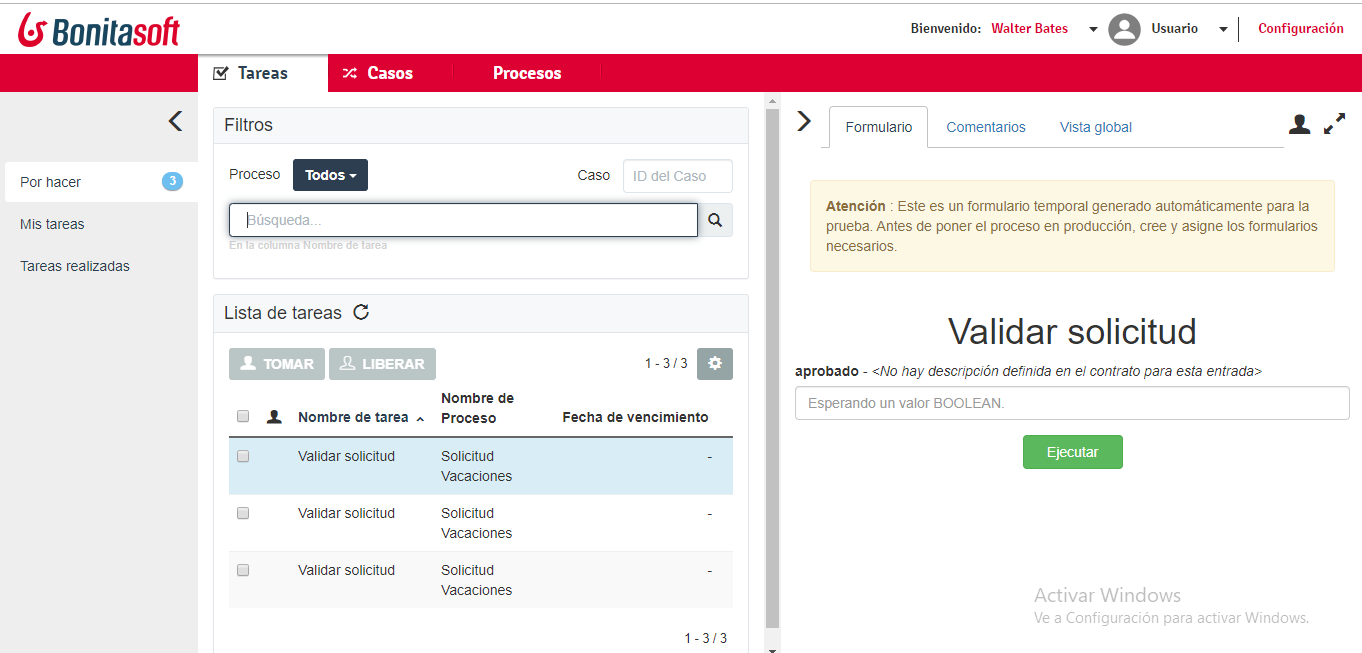 Bonitasoft
Bienvenido: Walter Bates Usuario Configuración
Tareas Casos Procesos
Por hacer 3
Mis tareas
Tareas realizadas
Filtros
Proceso Todos Caso ID del Caso
Búsqueda...
En la columna Nombre de tarea
Lista de tareas
TOMAR LIBERAR 1 - 3 / 3
Nombre de tarea Nombre de Proceso Fecha de vencimiento
Validar solicitud Solicitud Vacaciones -
Validar solicitud Solicitud Vacaciones -
Validar solicitud Solicitud Vacaciones -
1 - 3 / 3
Formulario Comentarios Vista global
Atención : Este es un formulario temporal generado automáticamente para la
prueba. Antes de poner el proceso en producción, cree y asigne los formularios
necesarios.
Validar solicitud
aprobado - <No hay descripción definida en el contrato para esta entrada>
Esperando un valor BOOLEAN.
Ejecutar
Activar Windows
Ve a Configuración para activar Windows.